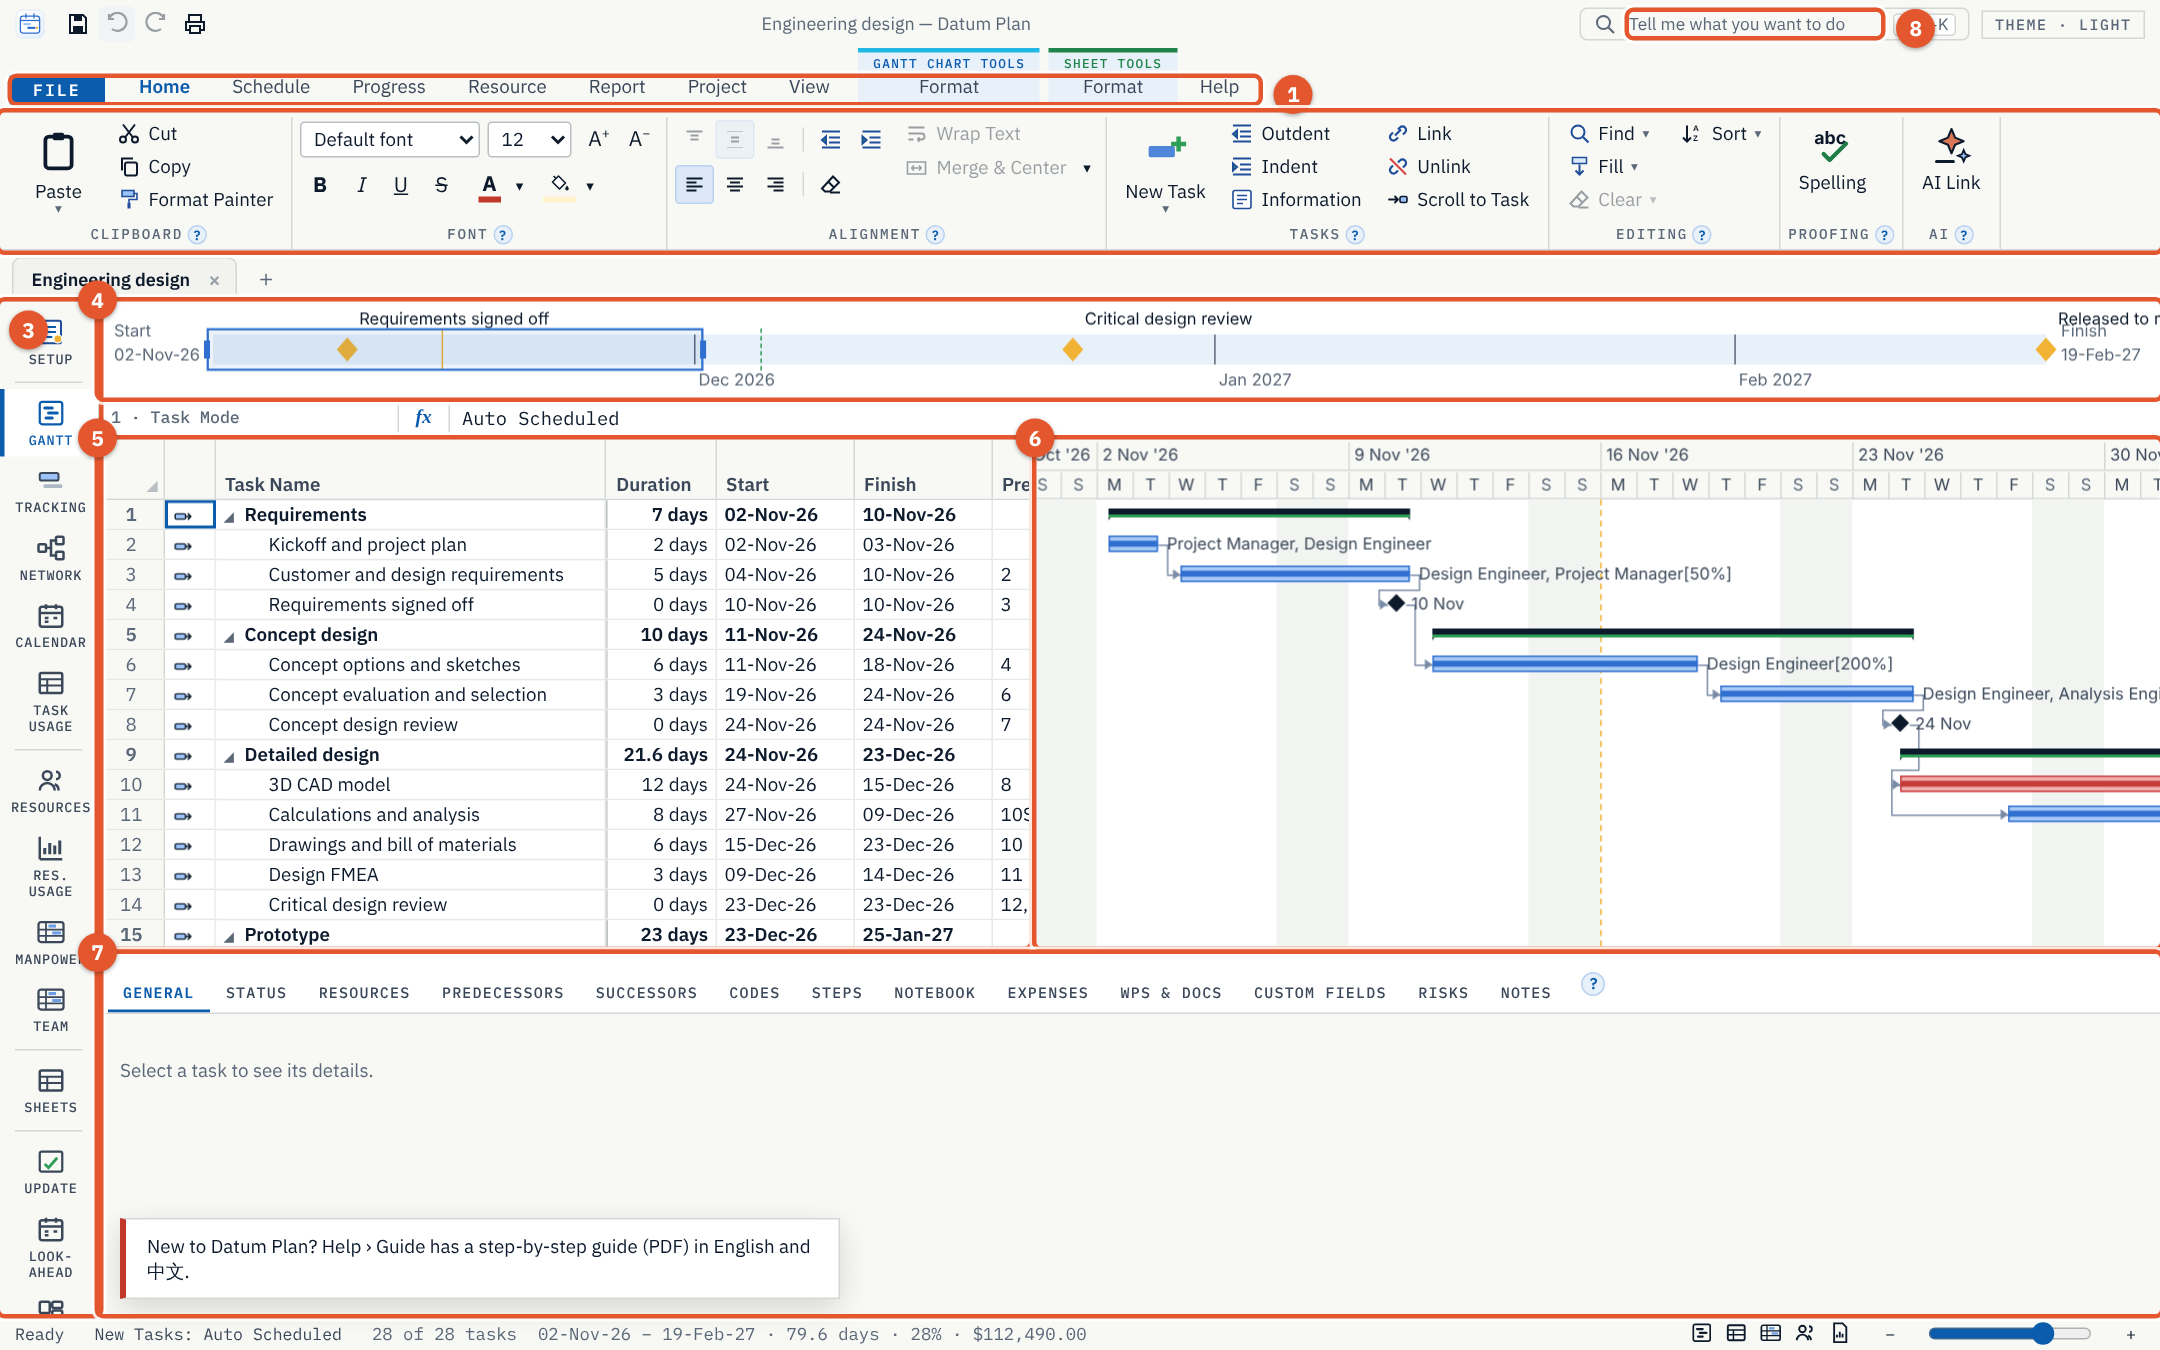 Engineering design — Datum Plan
Tell me what you want to do
8
K
THEME · LIGHT
GANTT CHART TOOLS
SHEET TOOLS
FILE
Home
Schedule
Progress
Resource
Report
Project
View
Format
Format
Help
1
Paste
Cut
Copy
Format Painter
CLIPBOARD ?
Default font
12
A+ A−
B I U S A
FONT ?
Wrap Text
Merge & Center
ALIGNMENT ?
New Task
Outdent
Indent
Information
Link
Unlink
Scroll to Task
TASKS ?
Find
Fill
Clear
Sort
EDITING ?
abc
Spelling
PROOFING ?
AI Link
AI ?
Engineering design × +
4
3
SETUP
GANTT
TRACKING
NETWORK
CALENDAR
TASK
USAGE
RESOURCES
RES.
USAGE
MANPOWER
TEAM
SHEETS
UPDATE
LOOK-
AHEAD
Start
02-Nov-26
Requirements signed off
Critical design review
Released to
Finish
19-Feb-27
Dec 2026
Jan 2027
Feb 2027
1 · Task Mode
fx
Auto Scheduled
5
6
Task Name Duration Start Finish Pre
1 Requirements 7 days 02-Nov-26 10-Nov-26
2 Kickoff and project plan 2 days 02-Nov-26 03-Nov-26
3 Customer and design requirements 5 days 04-Nov-26 10-Nov-26 2
4 Requirements signed off 0 days 10-Nov-26 10-Nov-26 3
5 Concept design 10 days 11-Nov-26 24-Nov-26
6 Concept options and sketches 6 days 11-Nov-26 18-Nov-26 4
7 Concept evaluation and selection 3 days 19-Nov-26 24-Nov-26 6
8 Concept design review 0 days 24-Nov-26 24-Nov-26 7
9 Detailed design 21.6 days 24-Nov-26 23-Dec-26
10 3D CAD model 12 days 24-Nov-26 15-Dec-26 8
11 Calculations and analysis 8 days 27-Nov-26 09-Dec-26 10S
12 Drawings and bill of materials 6 days 15-Dec-26 23-Dec-26 10
13 Design FMEA 3 days 09-Dec-26 14-Dec-26 11
14 Critical design review 0 days 23-Dec-26 23-Dec-26 12,
15 Prototype 23 days 23-Dec-26 25-Jan-27
Oct '26 2 Nov '26 9 Nov '26 16 Nov '26 23 Nov '26 30 Nov
S S M T W T F S S M T W T F S S M T W T F S S M T W T F S S M T
Project Manager, Design Engineer
Design Engineer, Project Manager[50%]
10 Nov
Design Engineer[200%]
Design Engineer, Analysis Engi
24 Nov
7
GENERAL STATUS RESOURCES PREDECESSORS SUCCESSORS CODES STEPS NOTEBOOK EXPENSES WPS & DOCS CUSTOM FIELDS RISKS NOTES ?
Select a task to see its details.
New to Datum Plan? Help › Guide has a step-by-step guide (PDF) in English and
中文.
Ready New Tasks: Auto Scheduled 28 of 28 tasks 02-Nov-26 – 19-Feb-27 · 79.6 days · 28% · $112,490.00
− +